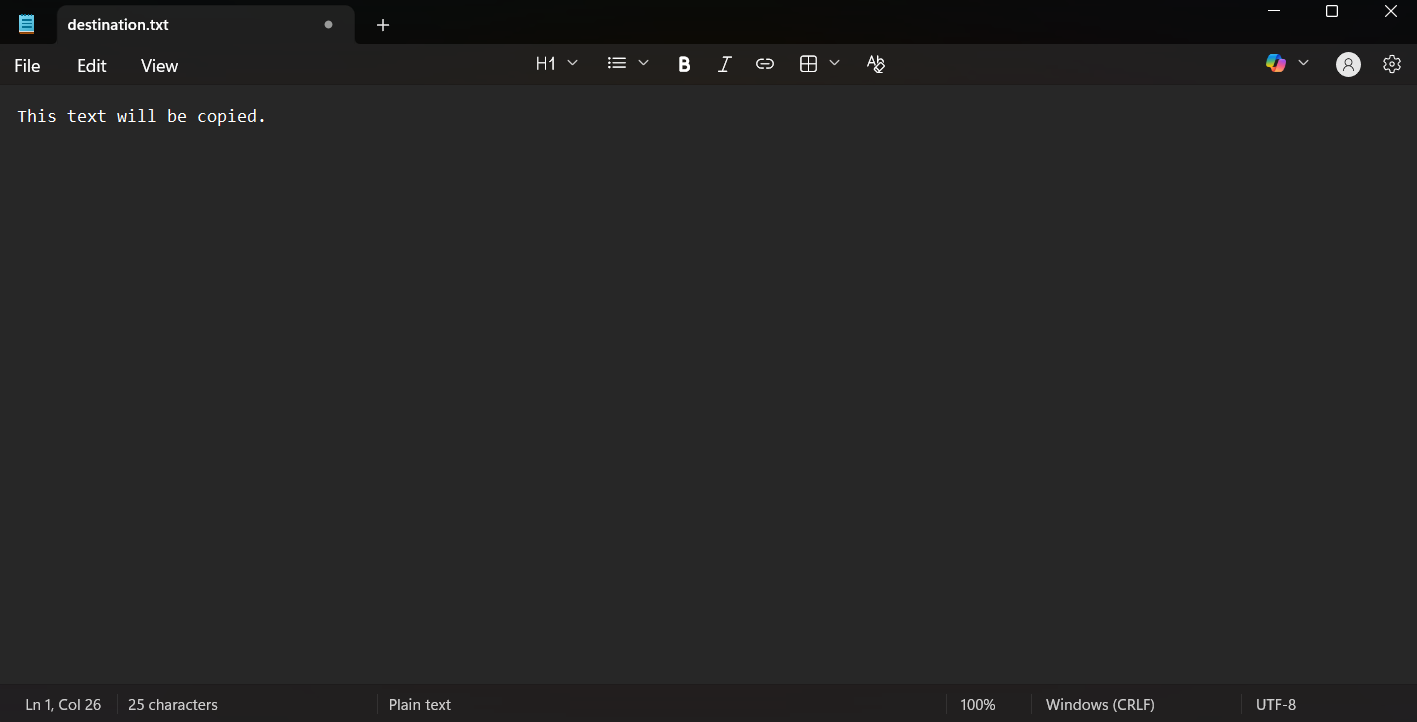 destination.txt
File Edit View H1 B I
This text will be copied.
Ln 1, Col 26 25 characters Plain text 100% Windows (CRLF) UTF-8